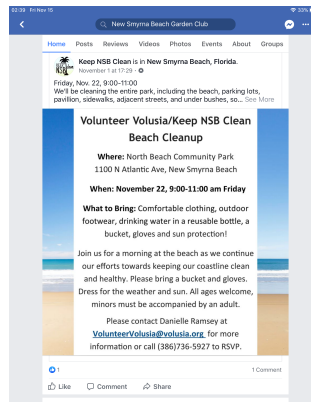 02:39 Fri Nov 15
33%
New Smyrna Beach Garden Club
Home Posts Reviews Videos Photos Events About Groups
Keep NSB Clean is in New Smyrna Beach, Florida.
November 1 at 17:29
Friday, Nov. 22, 9:00-11:00
We'll be cleaning the entire park, including the beach, parking lots,
pavillion, sidewalks, adjacent streets, and under bushes, so... See More
Volunteer Volusia/Keep NSB Clean
Beach Cleanup
Where: North Beach Community Park
1100 N Atlantic Ave, New Smyrna Beach
When: November 22, 9:00-11:00 am Friday
What to Bring: Comfortable clothing, outdoor
footwear, drinking water in a reusable bottle, a
bucket, gloves and sun protection!
Join us for a morning at the beach as we continue
our efforts towards keeping our coastline clean
and healthy. Please bring a bucket and gloves.
Dress for the weather and sun. All ages welcome,
minors must be accompanied by an adult.
Please contact Danielle Ramsey at
VolunteerVolusia@volusia.org for more
information or call (386)736-5927 to RSVP.
1
1 Comment
Like Comment Share